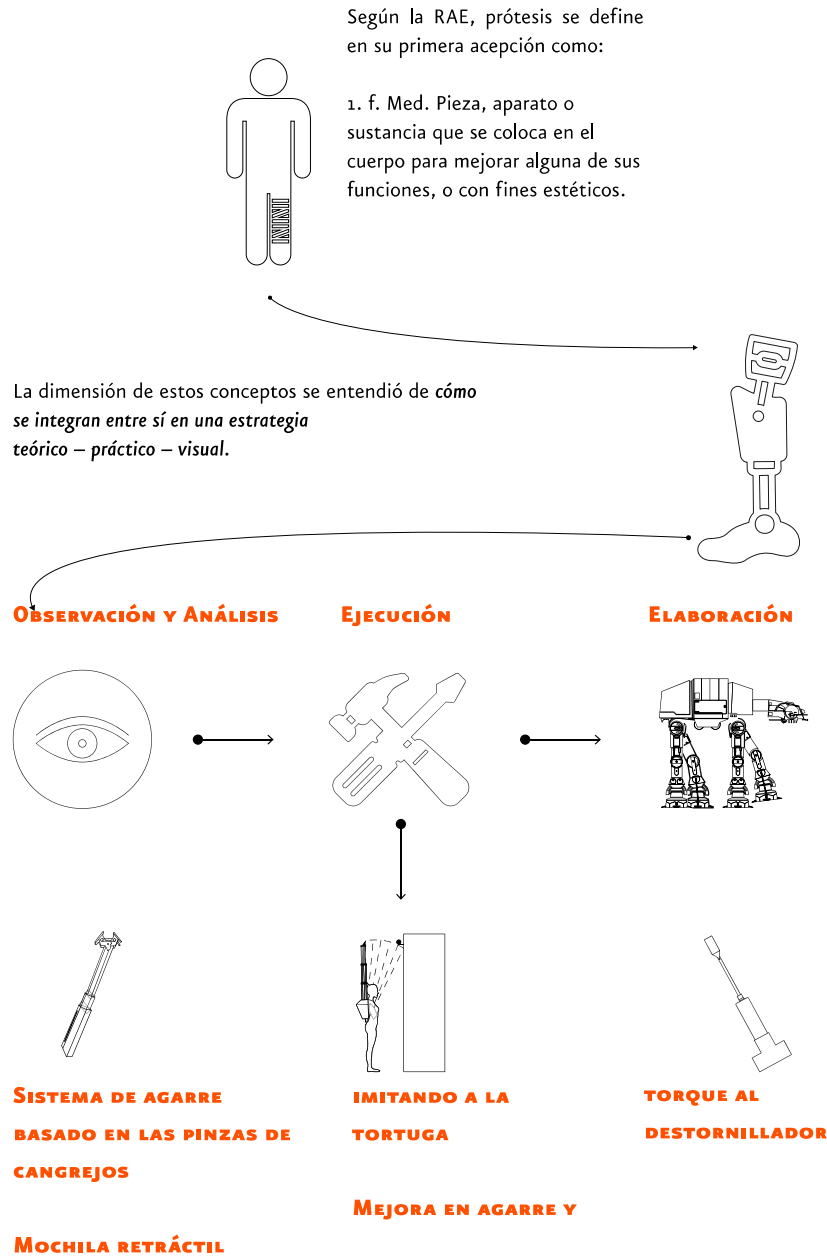 Según la RAE, prótesis se define
en su primera acepción como:
1. f. Med. Pieza, aparato o
sustancia que se coloca en el
cuerpo para mejorar alguna de sus
funciones, o con fines estéticos.
La dimensión de estos conceptos se entendió de cómo
se integran entre sí en una estrategia
teórico – práctico – visual.
Observación y Análisis
Ejecución
Elaboración
Sistema de agarre
basado en las pinzas de
cangrejos
Mochila retráctil
imitando a la
tortuga
Mejora en agarre y
torque al
destornillador